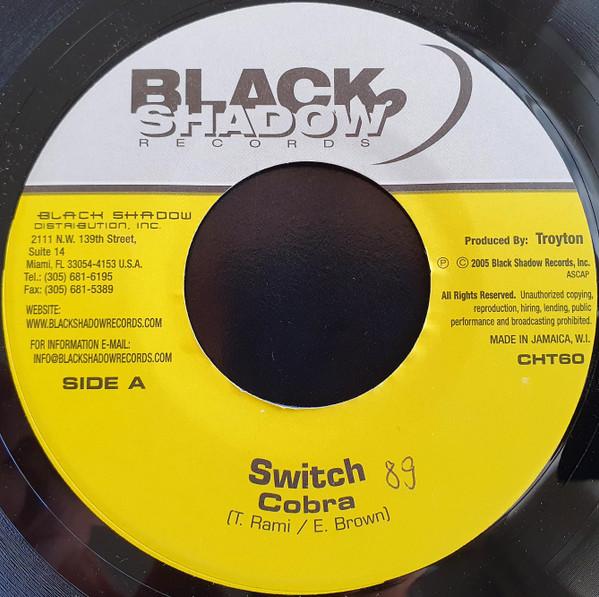 BLACK
SHADOW
RECORDS
BLACK SHADOW
DISTRIBUTION, INC.
2111 N.W. 139th Street,
Suite 14
Miami, FL 33054-4153 U.S.A.
Tel.: (305) 681-6195
Fax: (305) 681-5389
WEBSITE:
WWW.BLACKSHADOWRECORDS.COM
FOR INFORMATION E-MAIL:
INFO@BLACKSHADOWRECORDS.COM
SIDE A
Produced By: Troyton
℗ © 2005 Black Shadow Records, Inc.
ASCAP
All Rights Reserved. Unauthorized copying,
reproduction, hiring, lending, public
performance and broadcasting prohibited.
MADE IN JAMAICA, W.I.
CHT60
Switch 89
Cobra
(T. Rami / E. Brown)